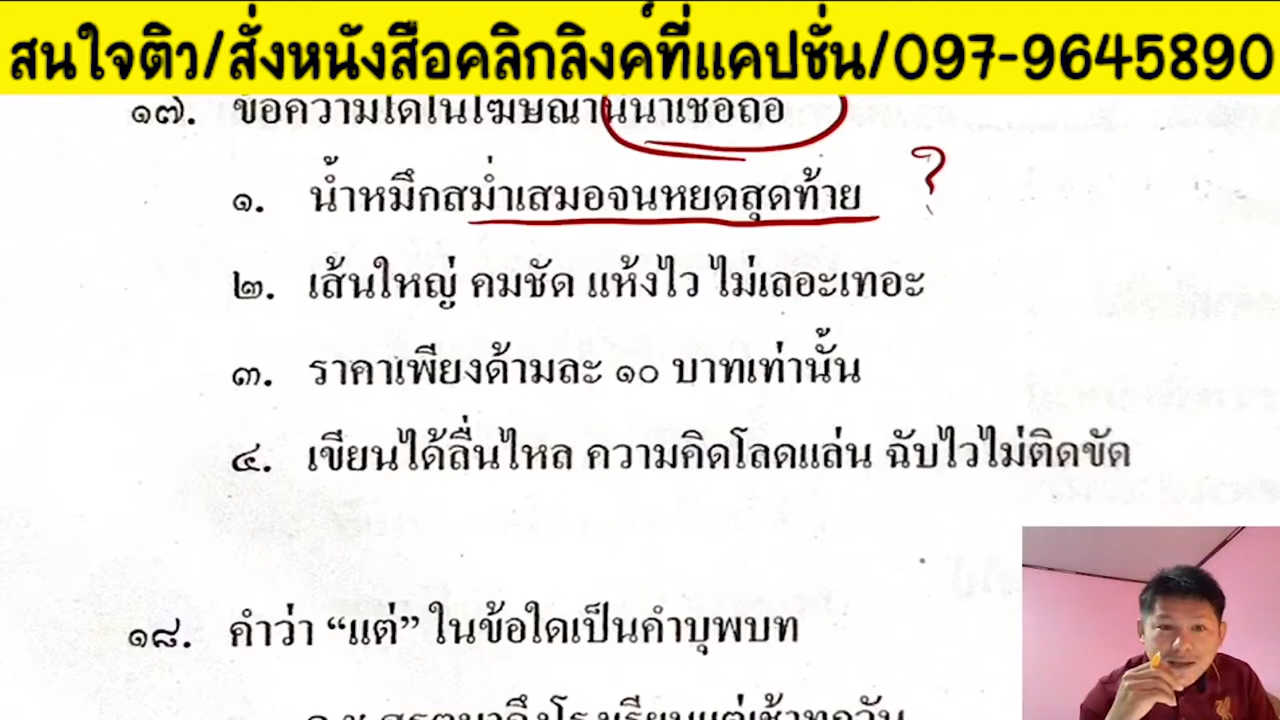 สนใจติว/สั่งหนังสือคลิกลิงค์ที่แคปชั่น/097-9645890
๑๗. ข้อความใดในโฆษณานี้น่าเชื่อถือ
๑. น้ำหมึกสม่ำเสมอจนหยดสุดท้าย ?
๒. เส้นใหญ่ คมชัด แห้งไว ไม่เลอะเทอะ
๓. ราคาเพียงด้ามละ ๑๐ บาทเท่านั้น
๔. เขียนได้ลื่นไหล ความคิดโลดแล่น ฉับไวไม่ติดขัด
๑๘. คำว่า “แต่” ในข้อใดเป็นคำบุพบท